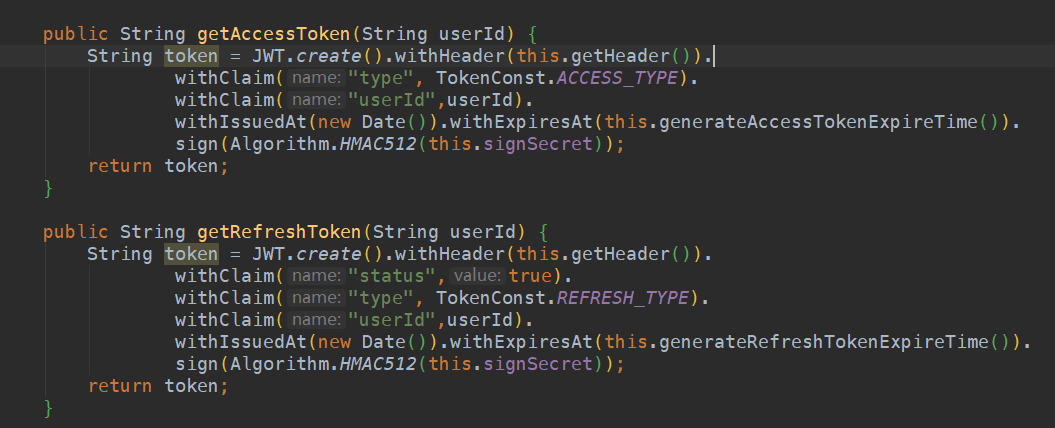 public String getAccessToken(String userId) {
String token = JWT.create().withHeader(this.getHeader()).
withClaim( name: "type", TokenConst.ACCESS_TYPE).
withClaim( name: "userId",userId).
withIssuedAt(new Date()).withExpiresAt(this.generateAccessTokenExpireTime()).
sign(Algorithm.HMAC512(this.signSecret));
return token;
}
public String getRefreshToken(String userId) {
String token = JWT.create().withHeader(this.getHeader()).
withClaim( name: "status", value: true).
withClaim( name: "type", TokenConst.REFRESH_TYPE).
withClaim( name: "userId",userId).
withIssuedAt(new Date()).withExpiresAt(this.generateRefreshTokenExpireTime()).
sign(Algorithm.HMAC512(this.signSecret));
return token;
}